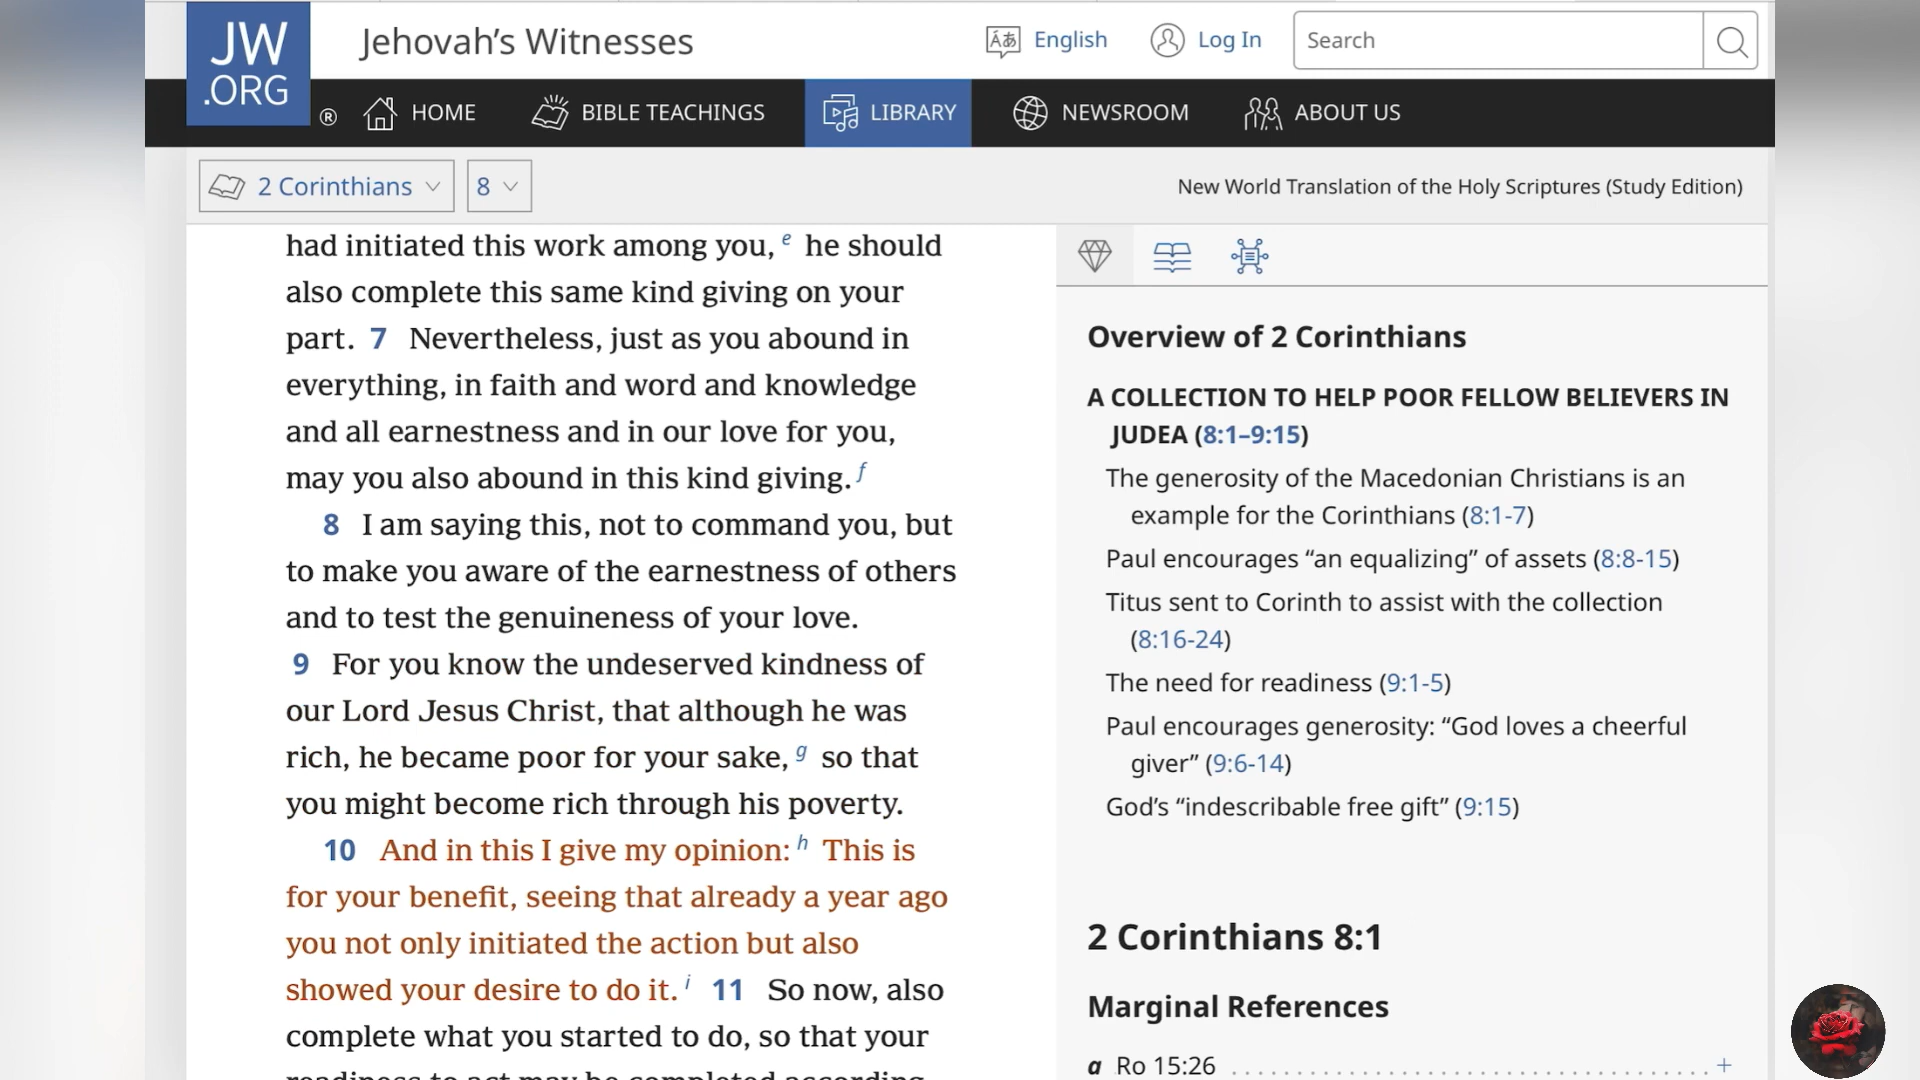 JW
.ORG
®
Jehovah’s Witnesses
English
Log In
Search
HOME
BIBLE TEACHINGS
LIBRARY
NEWSROOM
ABOUT US
2 Corinthians
8
New World Translation of the Holy Scriptures (Study Edition)
had initiated this work among you, e he should
also complete this same kind giving on your
part. 7 Nevertheless, just as you abound in
everything, in faith and word and knowledge
and all earnestness and in our love for you,
may you also abound in this kind giving. f
8 I am saying this, not to command you, but
to make you aware of the earnestness of others
and to test the genuineness of your love.
9 For you know the undeserved kindness of
our Lord Jesus Christ, that although he was
rich, he became poor for your sake, g so that
you might become rich through his poverty.
10 And in this I give my opinion: h This is
for your benefit, seeing that already a year ago
you not only initiated the action but also
showed your desire to do it. i 11 So now, also
complete what you started to do, so that your
readiness to act may be completed according
Overview of 2 Corinthians
A COLLECTION TO HELP POOR FELLOW BELIEVERS IN
JUDEA (8:1–9:15)
The generosity of the Macedonian Christians is an
example for the Corinthians (8:1-7)
Paul encourages “an equalizing” of assets (8:8-15)
Titus sent to Corinth to assist with the collection
(8:16-24)
The need for readiness (9:1-5)
Paul encourages generosity: “God loves a cheerful
giver” (9:6-14)
God’s “indescribable free gift” (9:15)
2 Corinthians 8:1
Marginal References
a Ro 15:26 ........................................ +